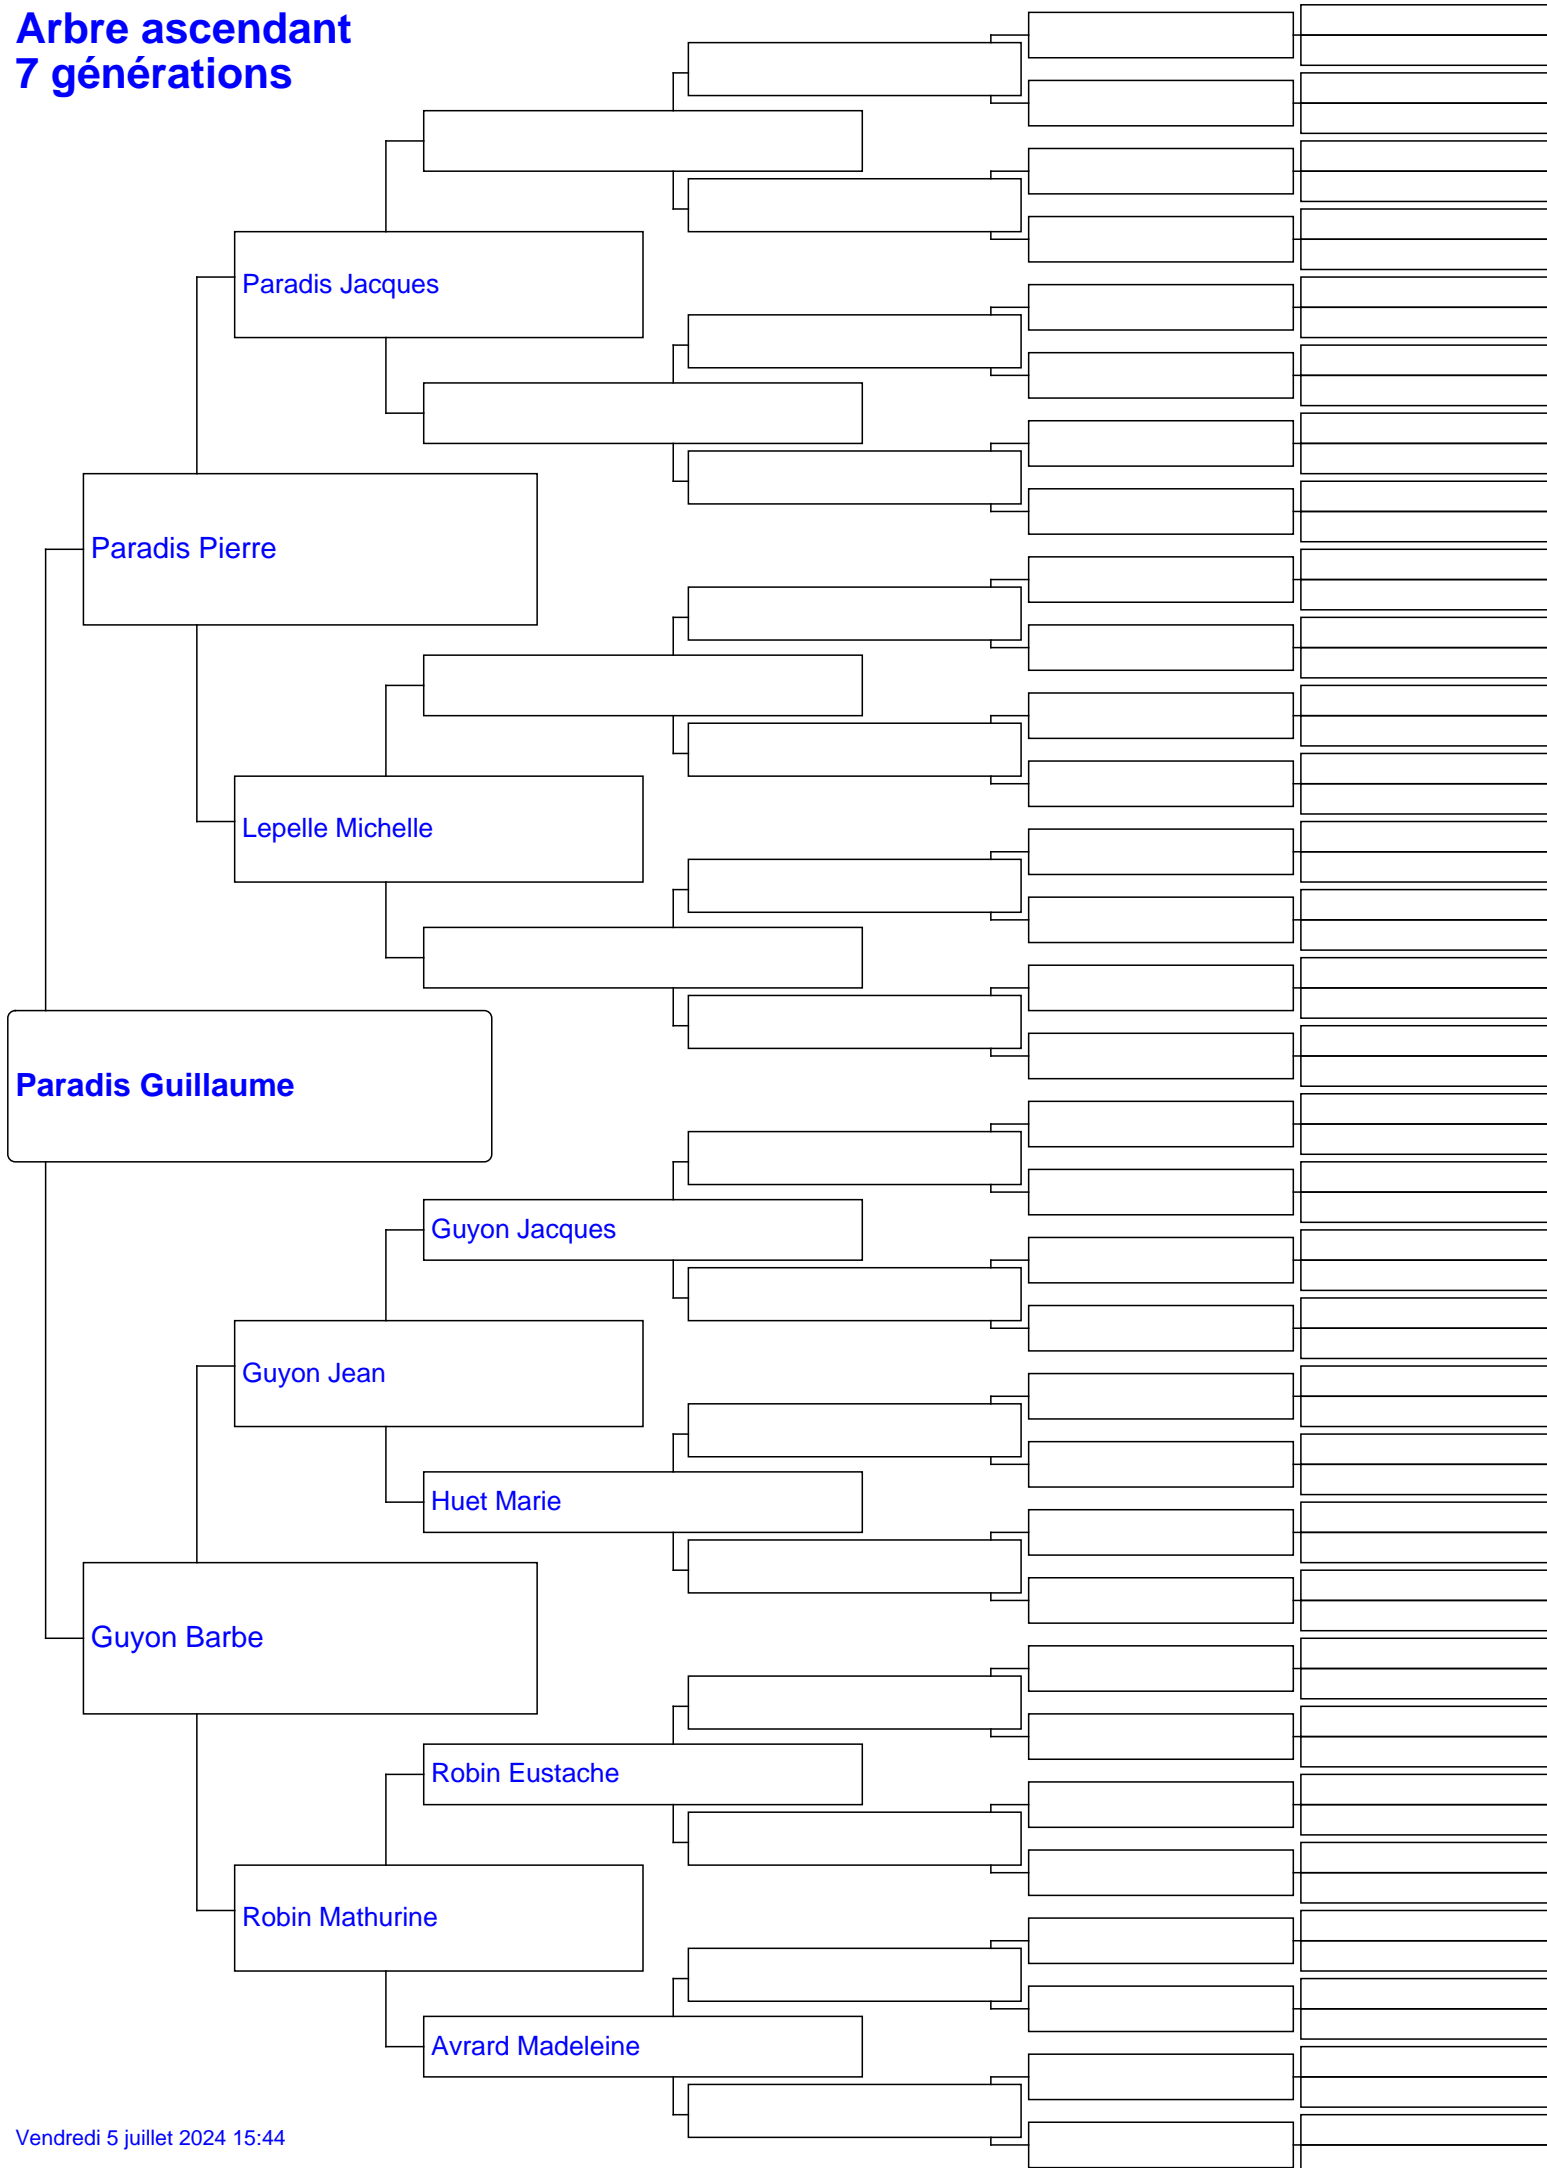 Arbre ascendant
7 générations
Paradis Jacques
Paradis Pierre
Lepelle Michelle
Paradis Guillaume
Guyon Jacques
Guyon Jean
Huet Marie
Guyon Barbe
Robin Eustache
Robin Mathurine
Avrard Madeleine
Vendredi 5 juillet 2024 15:44